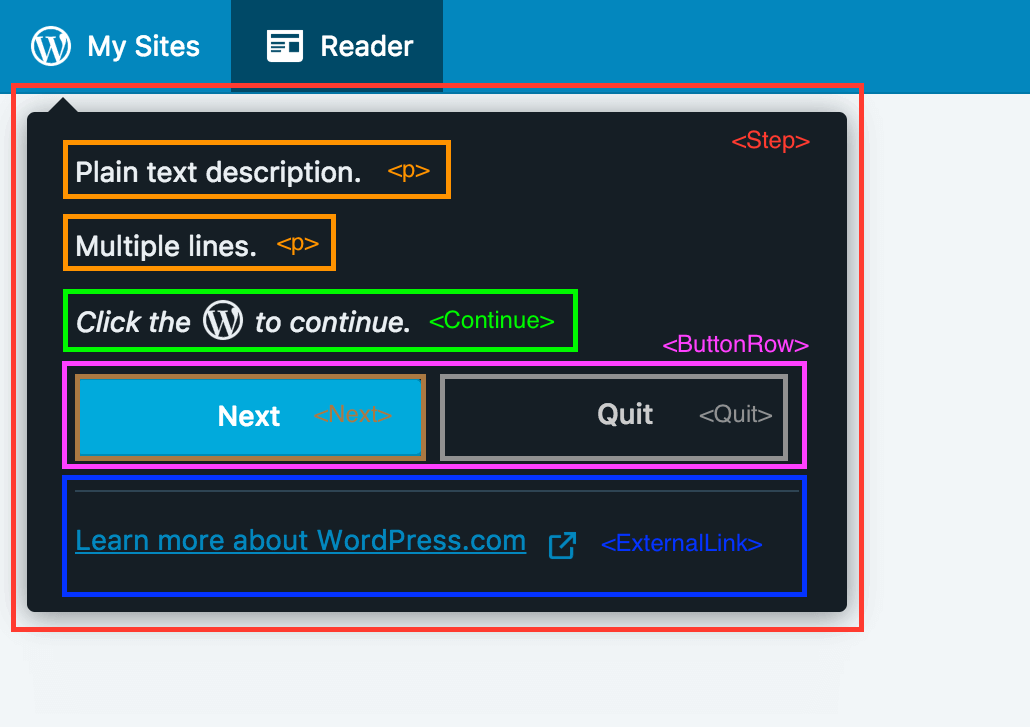 My Sites Reader
<Step>
Plain text description. <p>
Multiple lines. <p>
Click the to continue. <Continue>
<ButtonRow>
Next <Next> Quit <Quit>
Learn more about WordPress.com <ExternalLink>